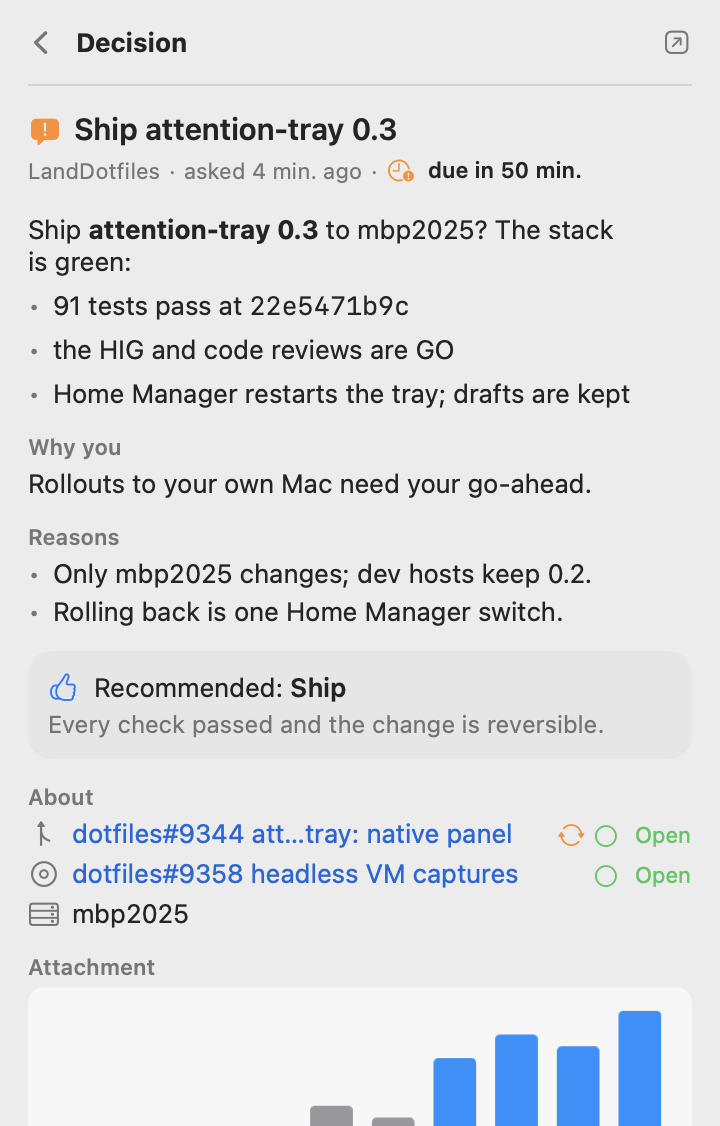 Decision
Ship attention-tray 0.3
LandDotfiles · asked 4 min. ago · due in 50 min.
Ship attention-tray 0.3 to mbp2025? The stack
is green:
• 91 tests pass at 22e5471b9c
• the HIG and code reviews are GO
• Home Manager restarts the tray; drafts are kept
Why you
Rollouts to your own Mac need your go-ahead.
Reasons
• Only mbp2025 changes; dev hosts keep 0.2.
• Rolling back is one Home Manager switch.
Recommended: Ship
Every check passed and the change is reversible.
About
dotfiles#9344 att…tray: native panel Open
dotfiles#9358 headless VM captures Open
mbp2025
Attachment